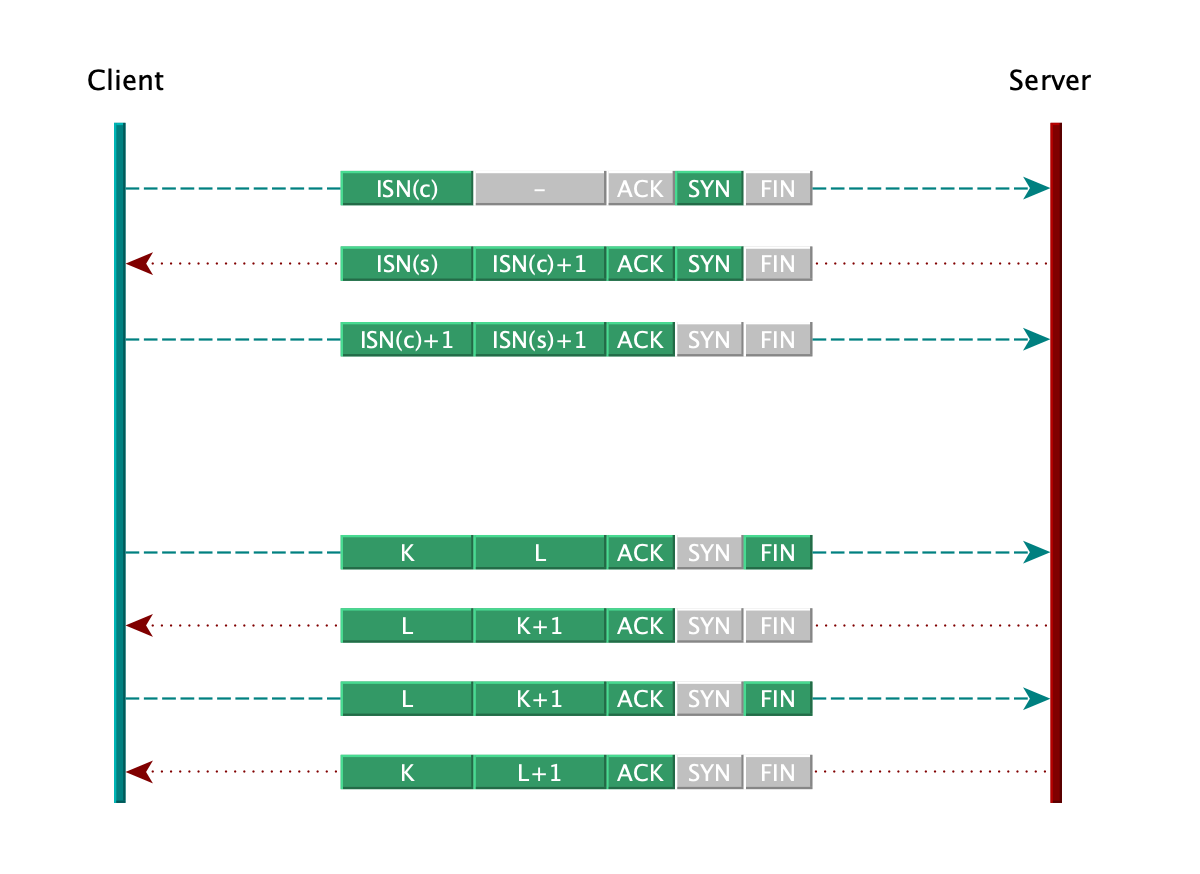 Client Server
ISN(c) – ACK SYN FIN
ISN(s) ISN(c)+1 ACK SYN FIN
ISN(c)+1 ISN(s)+1 ACK SYN FIN
K L ACK SYN FIN
L K+1 ACK SYN FIN
L K+1 ACK SYN FIN
K L+1 ACK SYN FIN